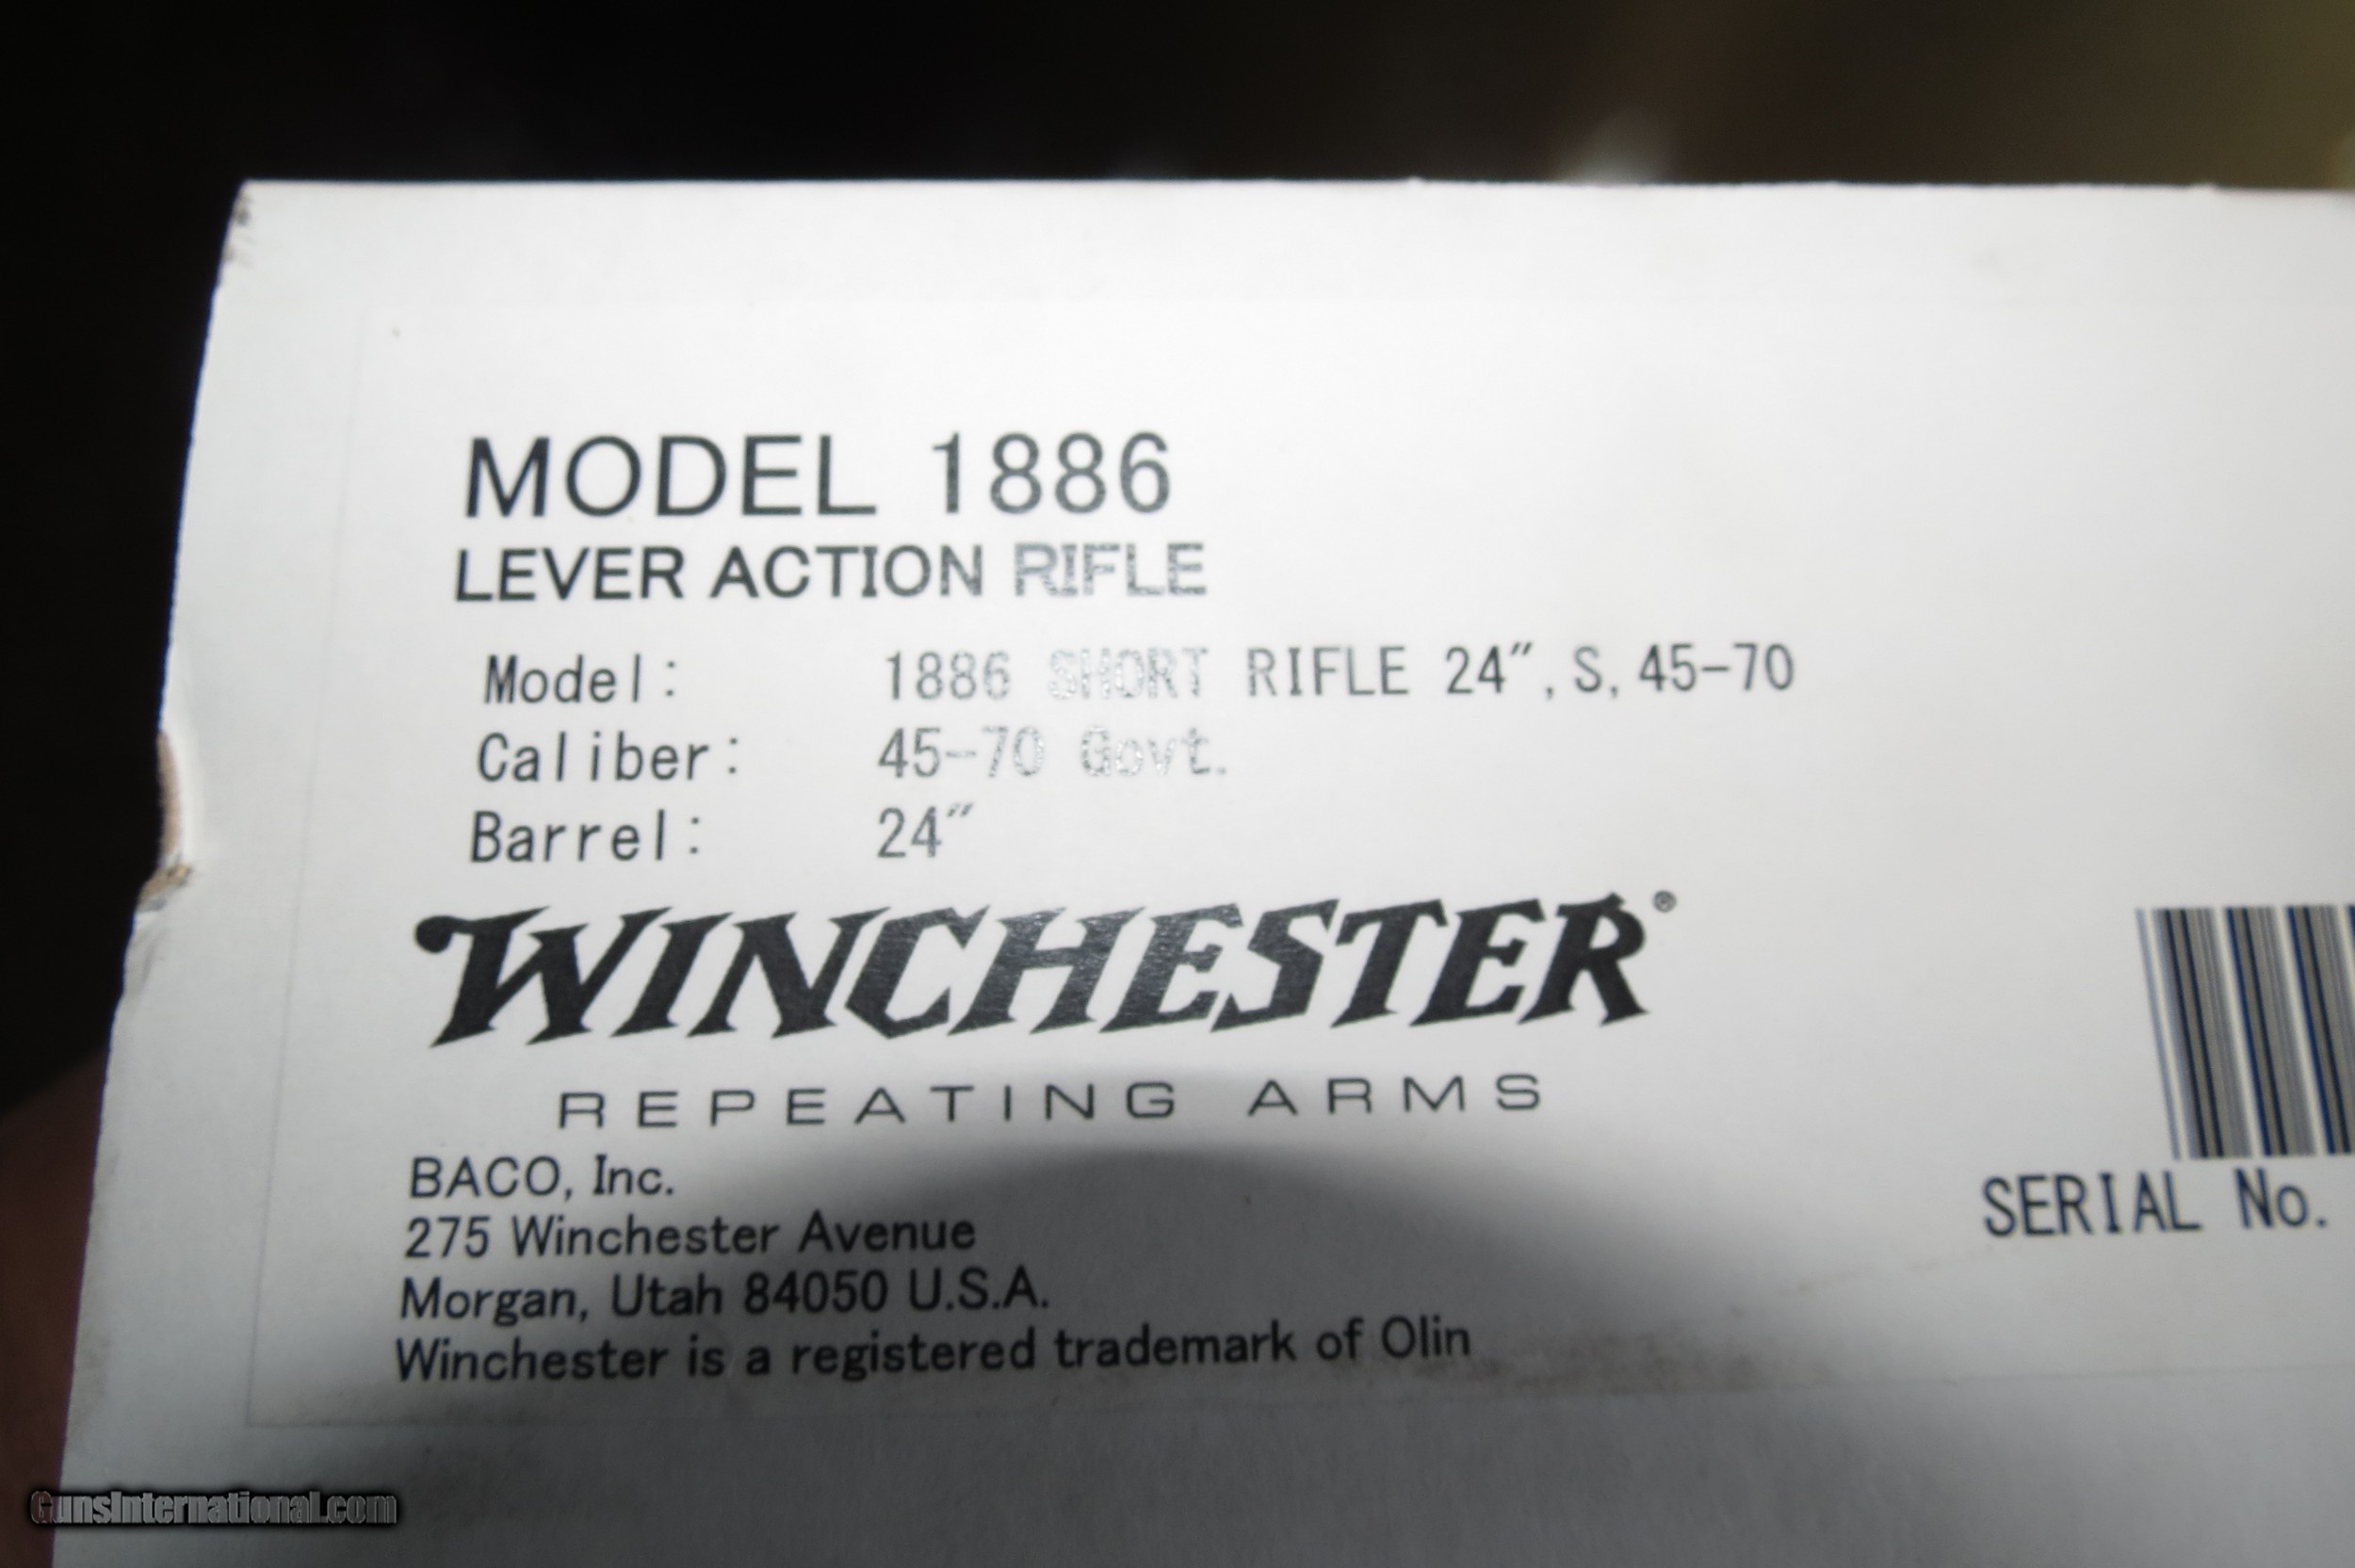 MODEL 1886
LEVER ACTION RIFLE
Model: 1886 SHORT RIFLE 24", S, 45-70
Caliber: 45-70 Govt.
Barrel: 24"
WINCHESTER®
REPEATING ARMS
BACO, Inc.
275 Winchester Avenue
Morgan, Utah 84050 U.S.A.
Winchester is a registered trademark of Olin
SERIAL No.
GunsInternational.com